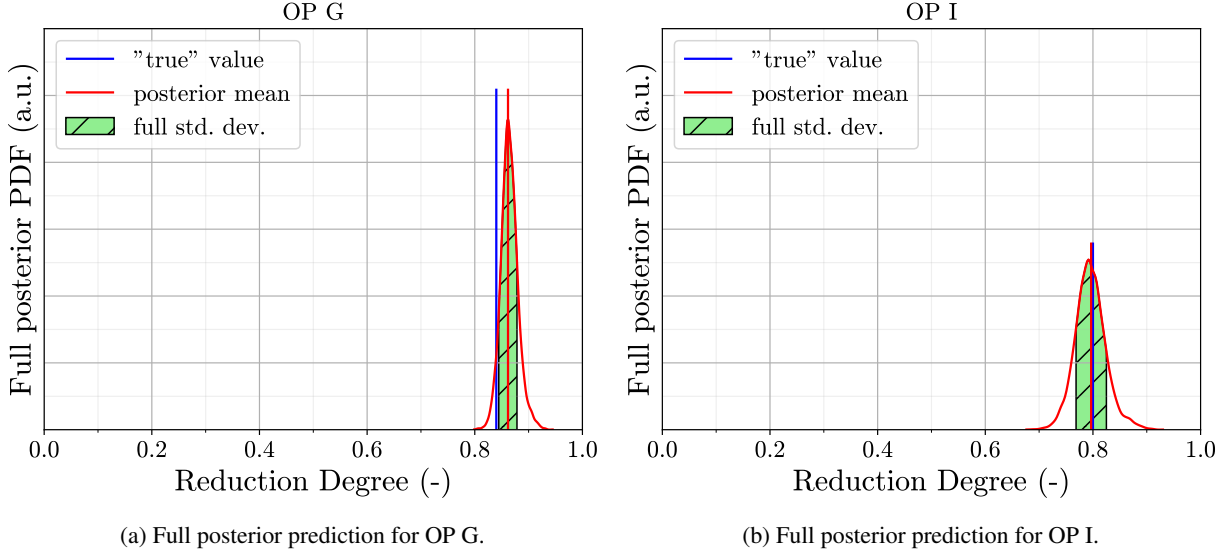 OP G
"true" value
posterior mean
full std. dev.
Full posterior PDF (a.u.)
0.0 0.2 0.4 0.6 0.8 1.0
Reduction Degree (-)
(a) Full posterior prediction for OP G.
OP I
"true" value
posterior mean
full std. dev.
Full posterior PDF (a.u.)
0.0 0.2 0.4 0.6 0.8 1.0
Reduction Degree (-)
(b) Full posterior prediction for OP I.